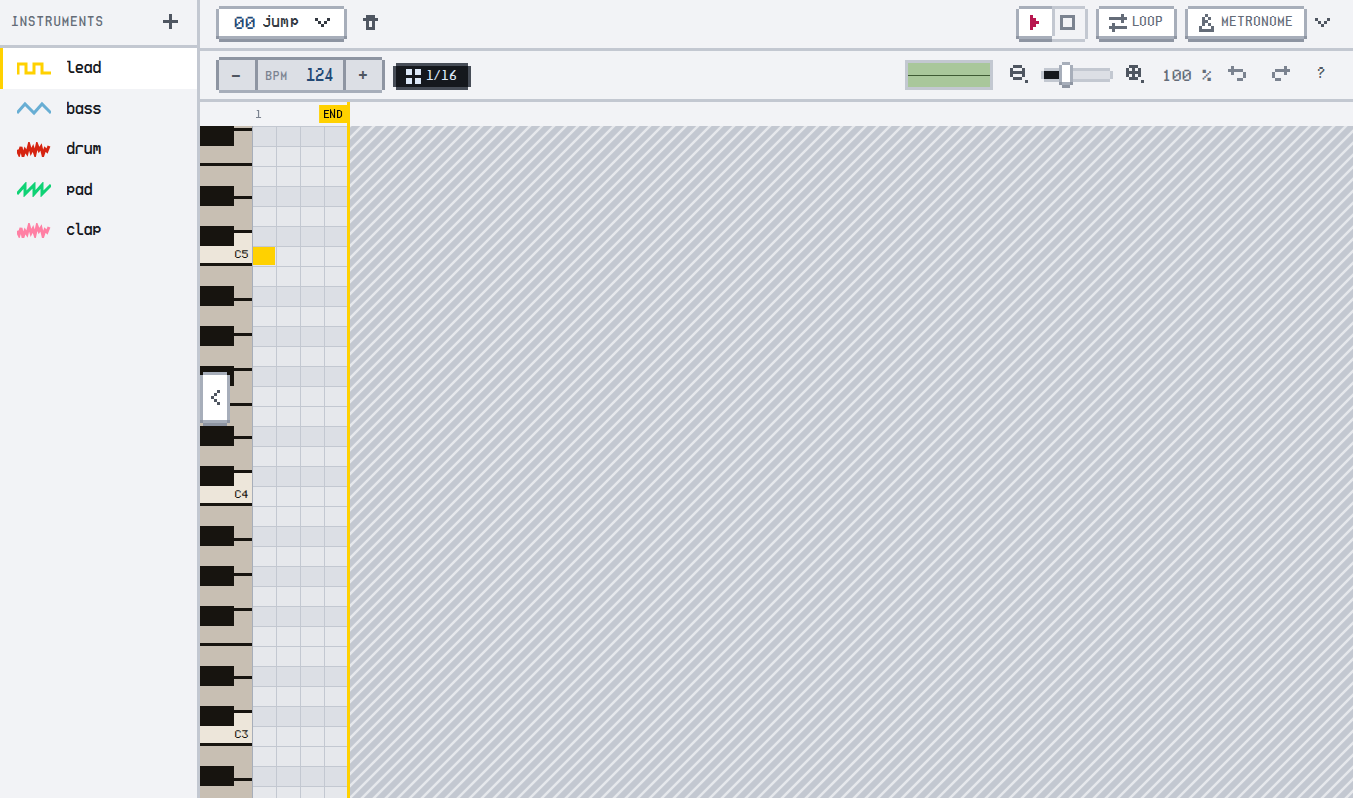 INSTRUMENTS
00 jump
LOOP
METRONOME
lead
bass
drum
pad
clap
- BPM 124 +
1/16
100 %
?
1
END
C5
C4
C3